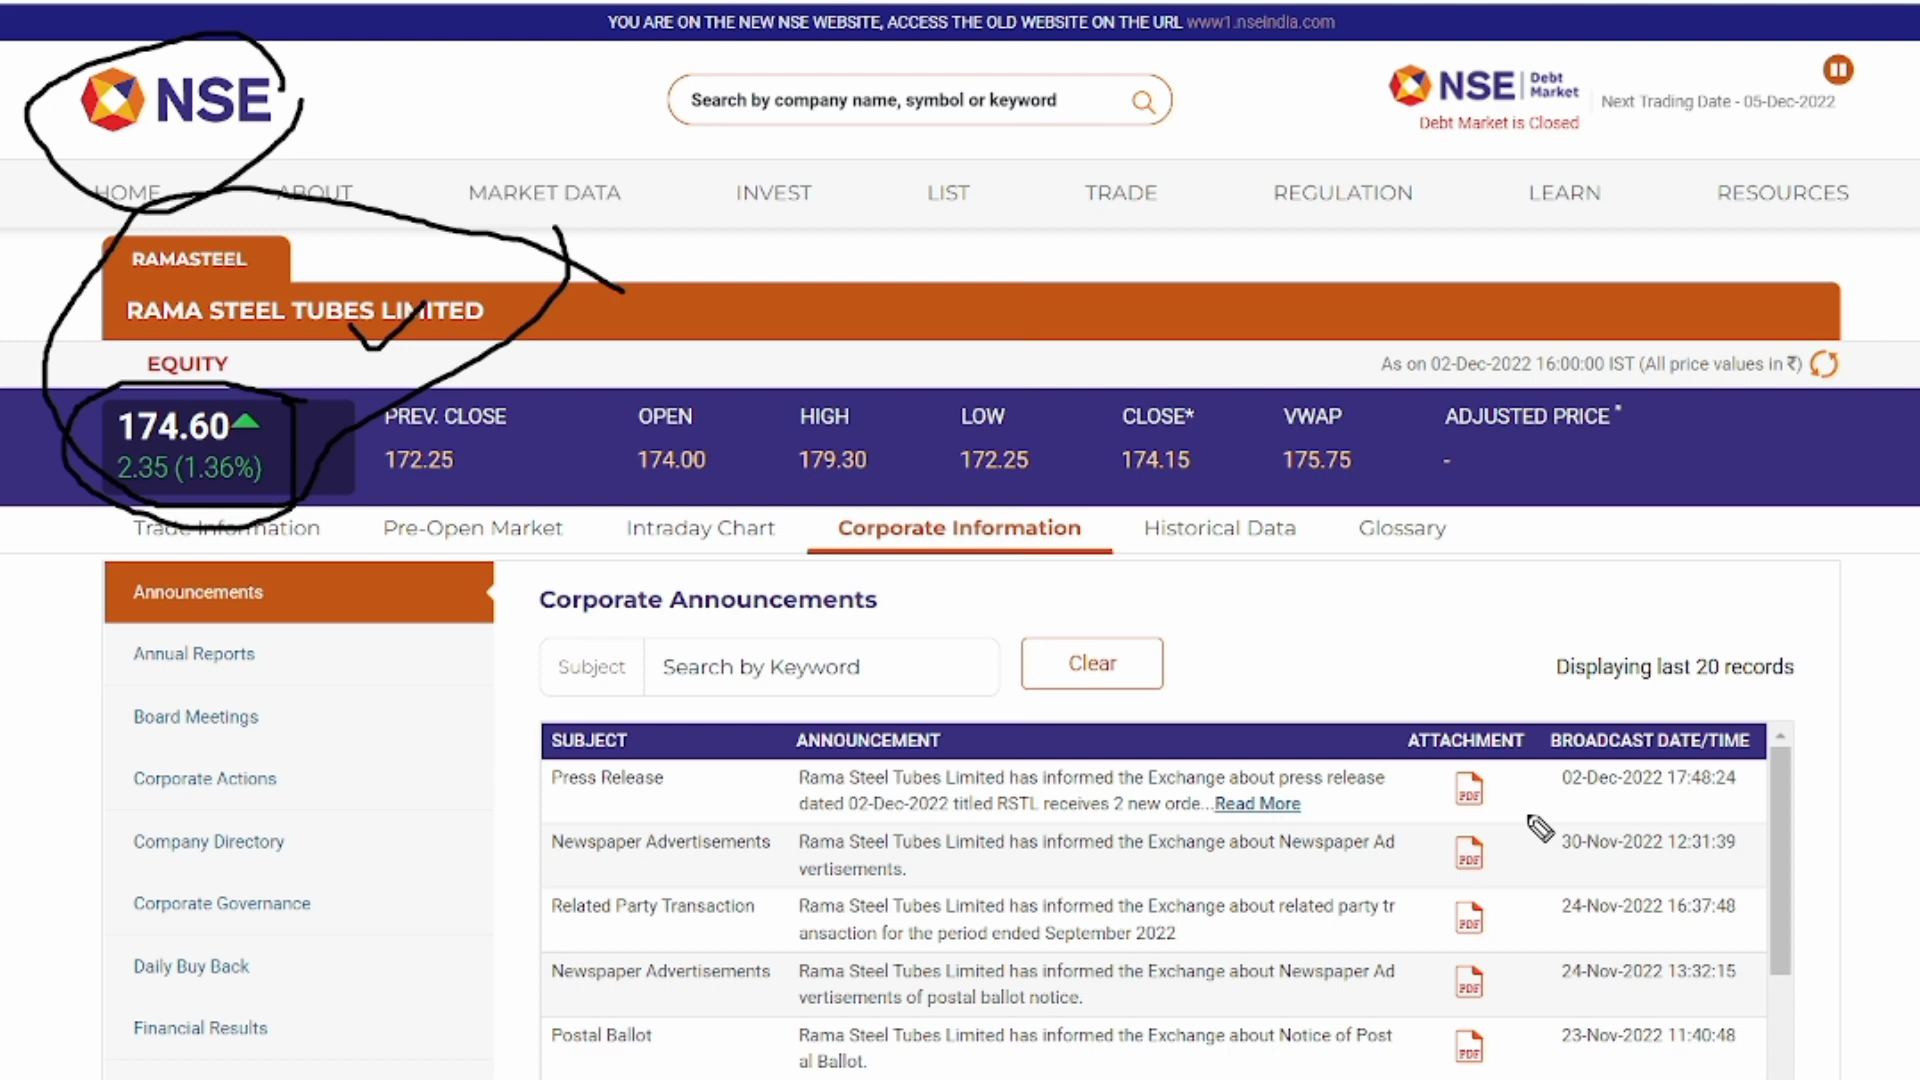 YOU ARE ON THE NEW NSE WEBSITE, ACCESS THE OLD WEBSITE ON THE URL www1.nseindia.com
NSE
Search by company name, symbol or keyword
NSE Debt Market
Debt Market is Closed
Next Trading Date - 05-Dec-2022
HOME ABOUT MARKET DATA INVEST LIST TRADE REGULATION LEARN RESOURCES
RAMASTEEL
RAMA STEEL TUBES LIMITED
EQUITY
As on 02-Dec-2022 16:00:00 IST (All price values in ₹)
174.60
2.35 (1.36%)
PREV. CLOSE OPEN HIGH LOW CLOSE* VWAP ADJUSTED PRICE *
172.25 174.00 179.30 172.25 174.15 175.75 -
Trade Information Pre-Open Market Intraday Chart Corporate Information Historical Data Glossary
Announcements
Annual Reports
Board Meetings
Corporate Actions
Company Directory
Corporate Governance
Daily Buy Back
Financial Results
Corporate Announcements
Subject Search by Keyword Clear
Displaying last 20 records
SUBJECT ANNOUNCEMENT ATTACHMENT BROADCAST DATE/TIME
Press Release Rama Steel Tubes Limited has informed the Exchange about press release PDF 02-Dec-2022 17:48:24
dated 02-Dec-2022 titled RSTL receives 2 new orde...Read More
Newspaper Advertisements Rama Steel Tubes Limited has informed the Exchange about Newspaper Ad PDF 30-Nov-2022 12:31:39
vertisements.
Related Party Transaction Rama Steel Tubes Limited has informed the Exchange about related party tr PDF 24-Nov-2022 16:37:48
ansaction for the period ended September 2022
Newspaper Advertisements Rama Steel Tubes Limited has informed the Exchange about Newspaper Ad PDF 24-Nov-2022 13:32:15
vertisements of postal ballot notice.
Postal Ballot Rama Steel Tubes Limited has informed the Exchange about Notice of Post PDF 23-Nov-2022 11:40:48
al Ballot.